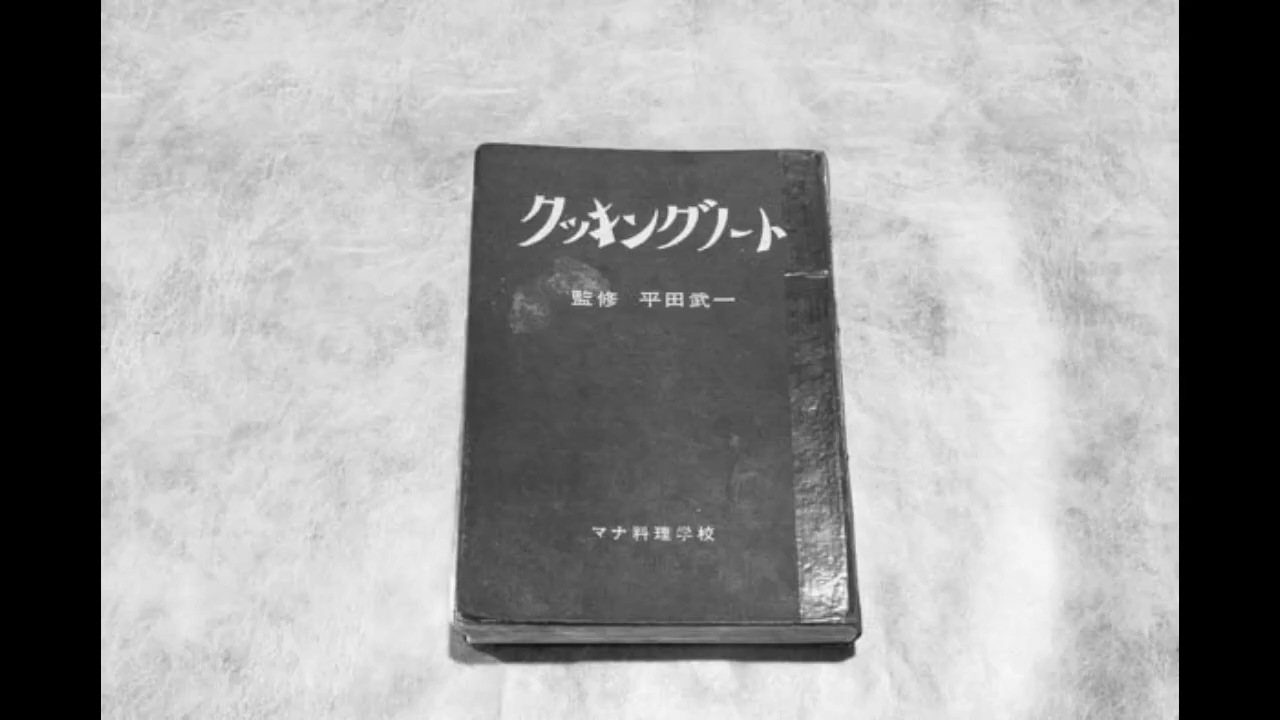 クッキングノート
監修 平田武一
マナ料理学校